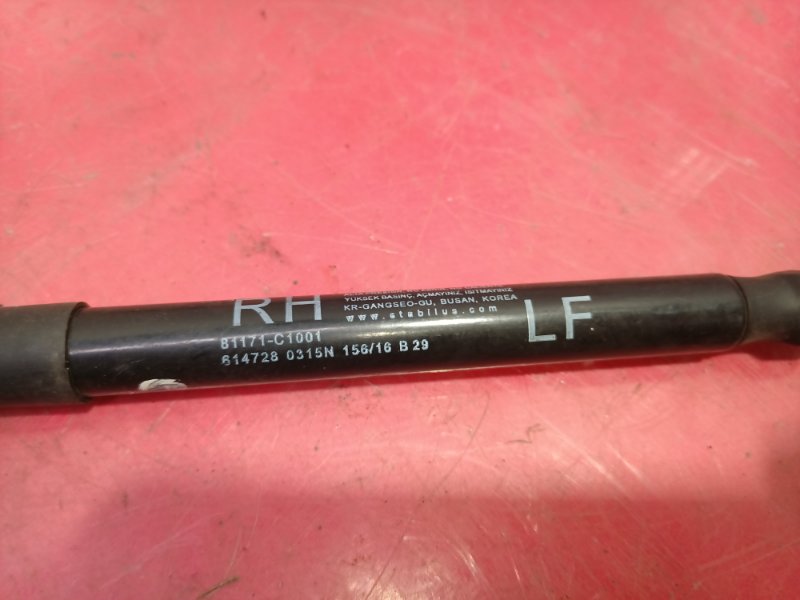 RH
YÜKSEK BASINÇ, AÇMAYINIZ, ISITMAYINIZ
KR-GANGSEO-GU, BUSAN, KOREA
www.stabilus.com
LF
81171-C1001
614728 0315N 156/16 B 29